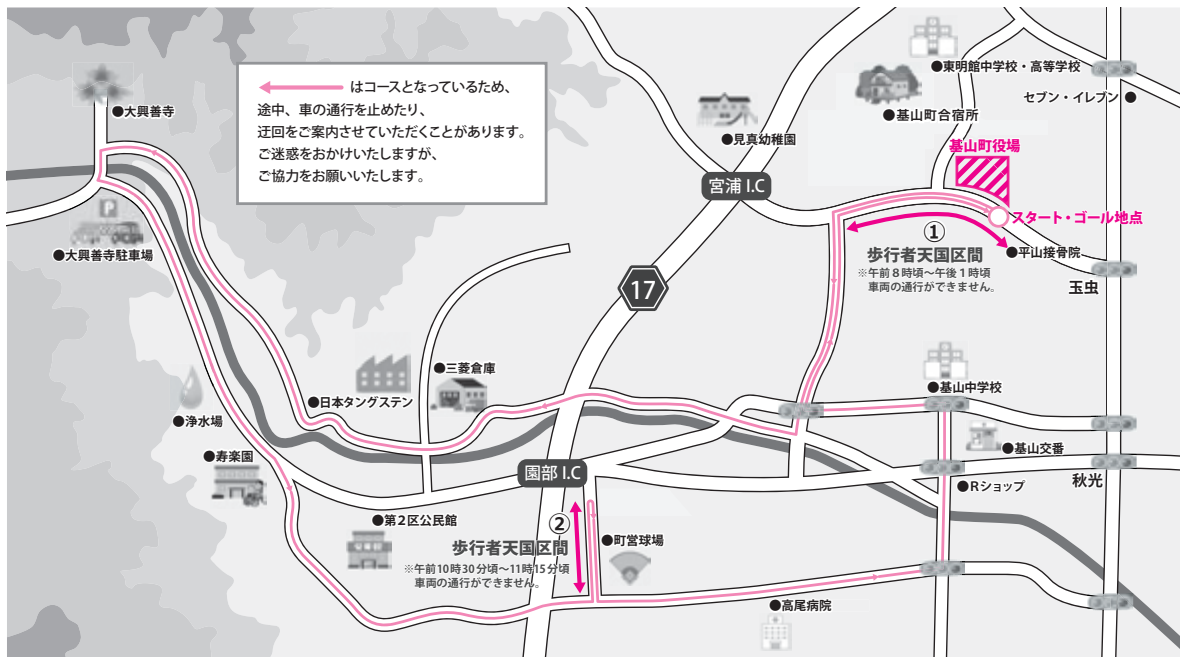 はコースとなっているため、
途中、車の通行を止めたり、
迂回をご案内させていただくことがあります。
ご迷惑をおかけいたしますが、
ご協力をお願いいたします。
●大興善寺
P
●大興善寺駐車場
●東明館中学校・高等学校
セブン・イレブン ●
●基山町合宿所
●見真幼稚園
基山町役場
宮浦 I.C
スタート・ゴール地点
①
歩行者天国区間
※午前8時頃~午後1時頃
車両の通行ができません。
●平山接骨院
玉虫
17
●三菱倉庫
●日本タングステン
●基山中学校
●浄水場
●基山交番
●寿楽園
園部 I.C
●Rショップ
秋光
●第2区公民館
②
歩行者天国区間
※午前10時30分頃~11時15分頃
車両の通行ができません。
●町営球場
●高尾病院